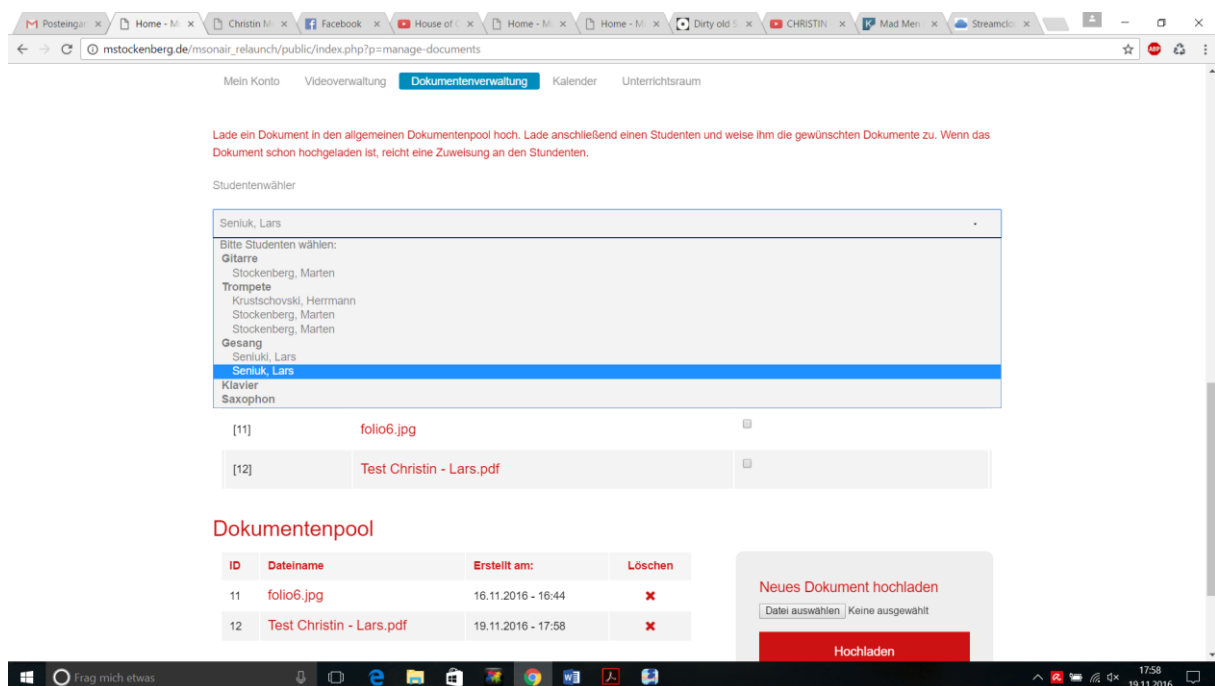 Posteingan
Home - M
Christin M
Facebook
House of C
Home - M
Home - M
Dirty old S
CHRISTIN
Mad Men
Streamclo
mstockenberg.de/msonair_relaunch/public/index.php?p=manage-documents
ABP
Mein Konto Videoverwaltung Dokumentenverwaltung Kalender Unterrichtsraum
Lade ein Dokument in den allgemeinen Dokumentenpool hoch. Lade anschließend einen Studenten und weise ihm die gewünschten Dokumente zu. Wenn das
Dokument schon hochgeladen ist, reicht eine Zuweisung an den Stundenten.
Studentenwähler
Seniuk, Lars
Bitte Studenten wählen:
Gitarre
Stockenberg, Marten
Trompete
Krustschovski, Herrmann
Stockenberg, Marten
Stockenberg, Marten
Gesang
Seniuki, Lars
Seniuk, Lars
Klavier
Saxophon
[11] folio6.jpg
[12] Test Christin - Lars.pdf
Dokumentenpool
ID Dateiname Erstellt am: Löschen
11 folio6.jpg 16.11.2016 - 16:44
12 Test Christin - Lars.pdf 19.11.2016 - 17:58
Neues Dokument hochladen
Datei auswählen Keine ausgewählt
Hochladen
Frag mich etwas
17:58
19.11.2016